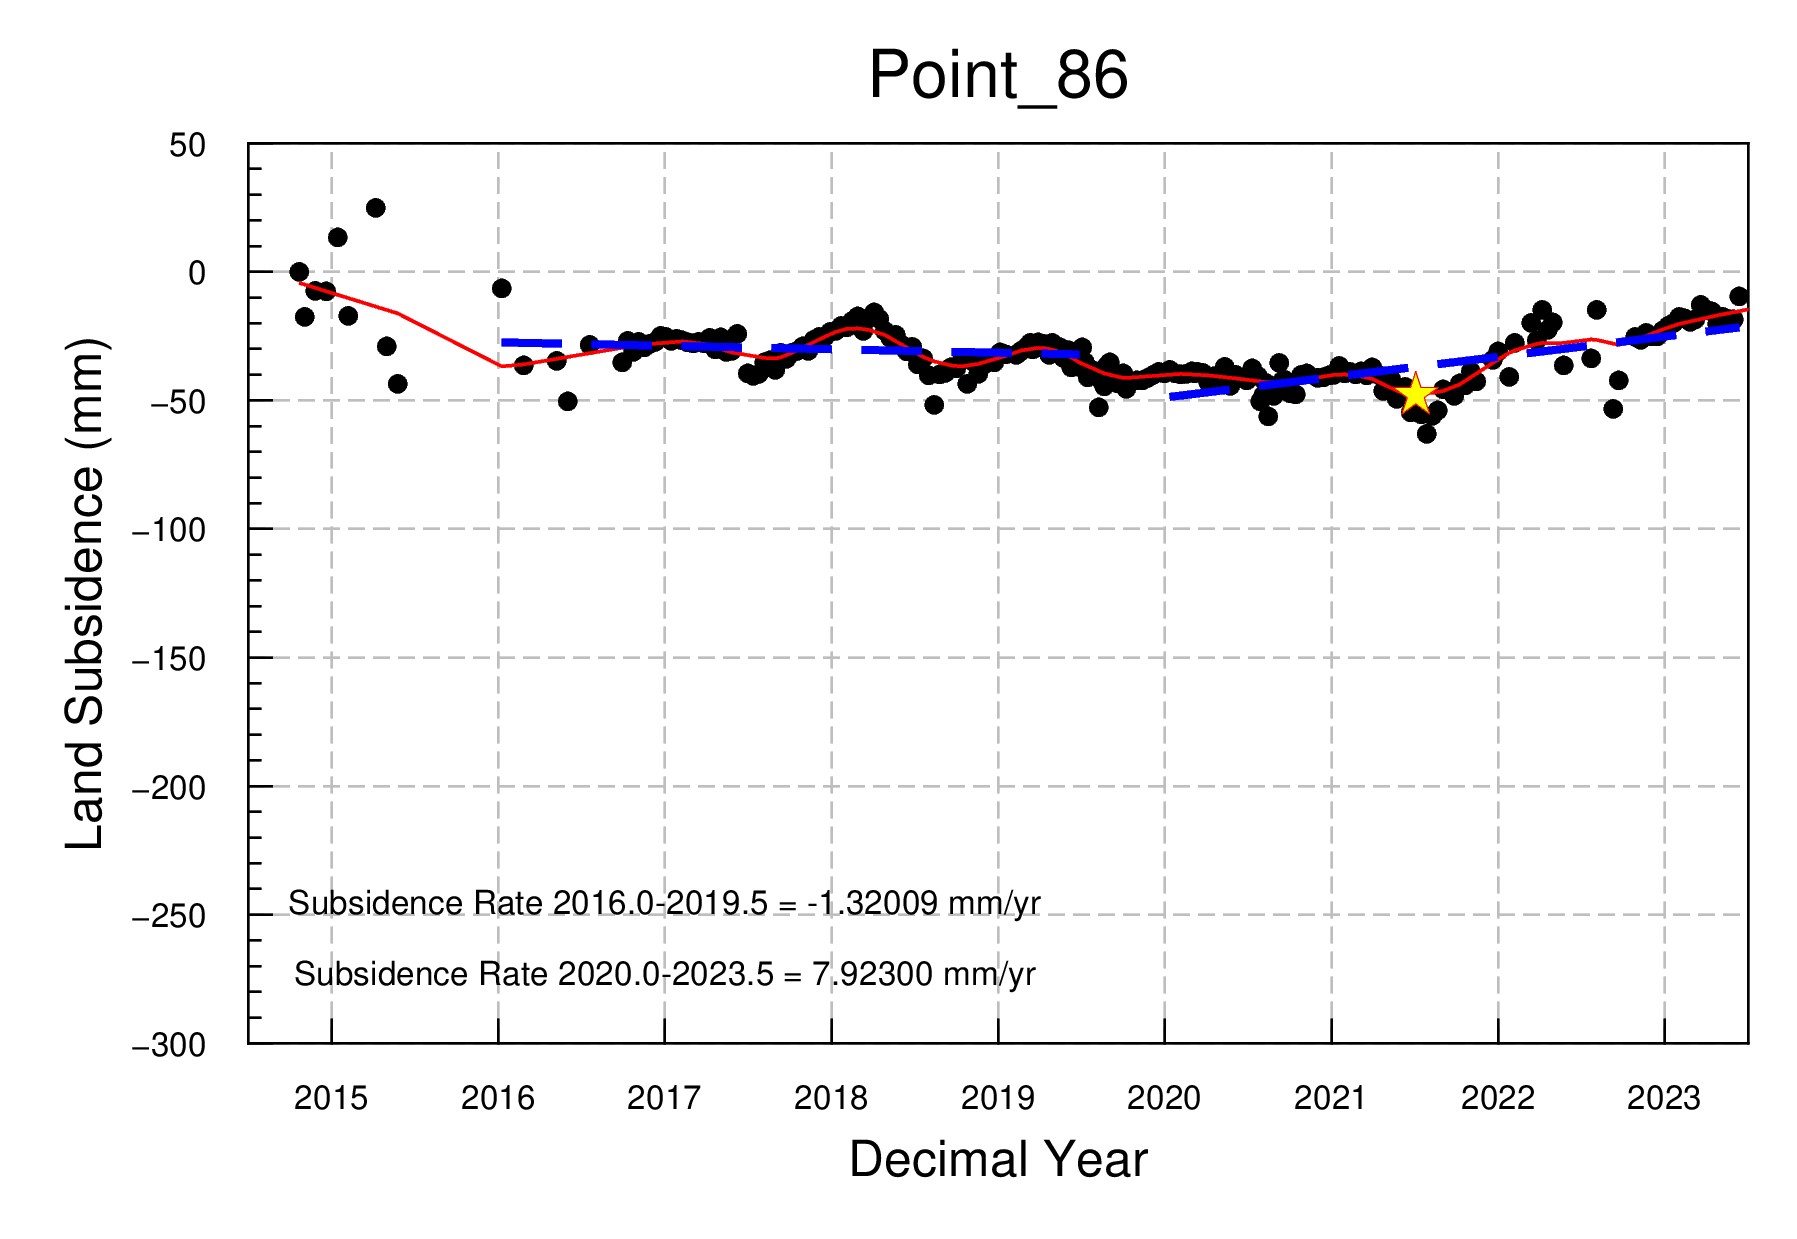 Point_86
50
0
−50
−100
−150
−200
−250
−300
Land Subsidence (mm)
Subsidence Rate 2016.0-2019.5 = -1.32009 mm/yr
Subsidence Rate 2020.0-2023.5 = 7.92300 mm/yr
2015 2016 2017 2018 2019 2020 2021 2022 2023
Decimal Year